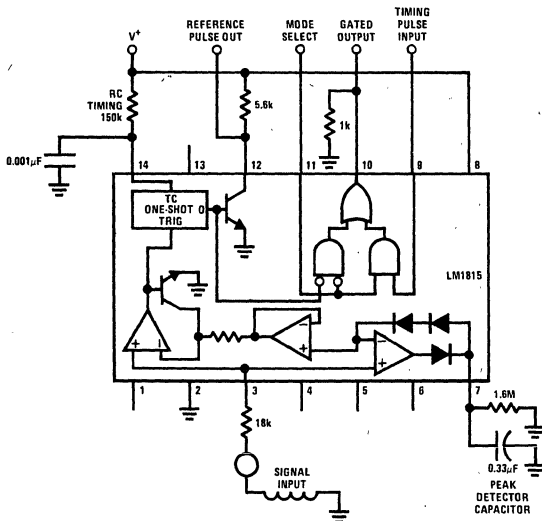 REFERENCE
PULSE OUT
MODE
SELECT
GATED
OUTPUT
TIMING
PULSE
INPUT
V+
RC
TIMING
150k
5.6k
1k
0.001µF
14
13
12
11
10
9
8
TC
ONE-SHOT O
TRIG
LM1815
+
–
–
+
–
+
1
2
3
4
5
6
7
18k
1.6M
SIGNAL
INPUT
0.33µF
PEAK
DETECTOR
CAPACITOR